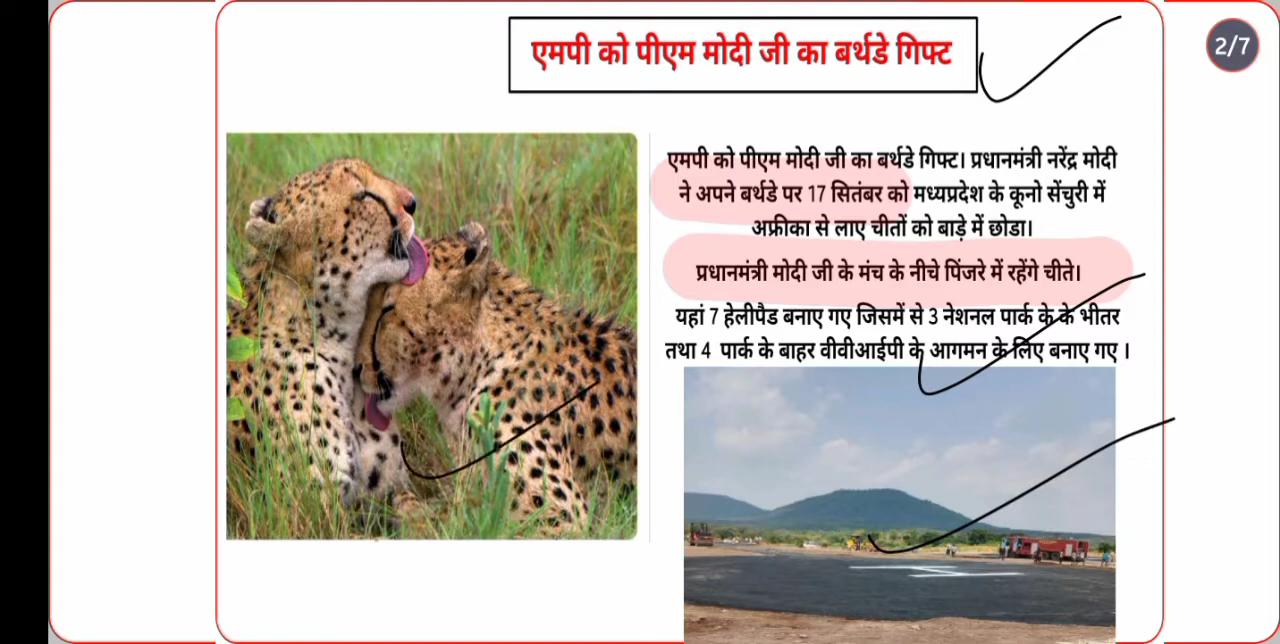 एमपी को पीएम मोदी जी का बर्थडे गिफ्ट
2/7
एमपी को पीएम मोदी जी का बर्थडे गिफ्ट। प्रधानमंत्री नरेंद्र मोदी
ने अपने बर्थडे पर 17 सितंबर को मध्यप्रदेश के कूनो सेंचुरी में
अफ्रीका से लाए चीतों को बाड़े में छोडा।
प्रधानमंत्री मोदी जी के मंच के नीचे पिंजरे में रहेंगे चीते।
यहां 7 हेलीपैड बनाए गए जिसमें से 3 नेशनल पार्क के के भीतर
तथा 4 पार्क के बाहर वीवीआईपी के आगमन के लिए बनाए गए ।
H